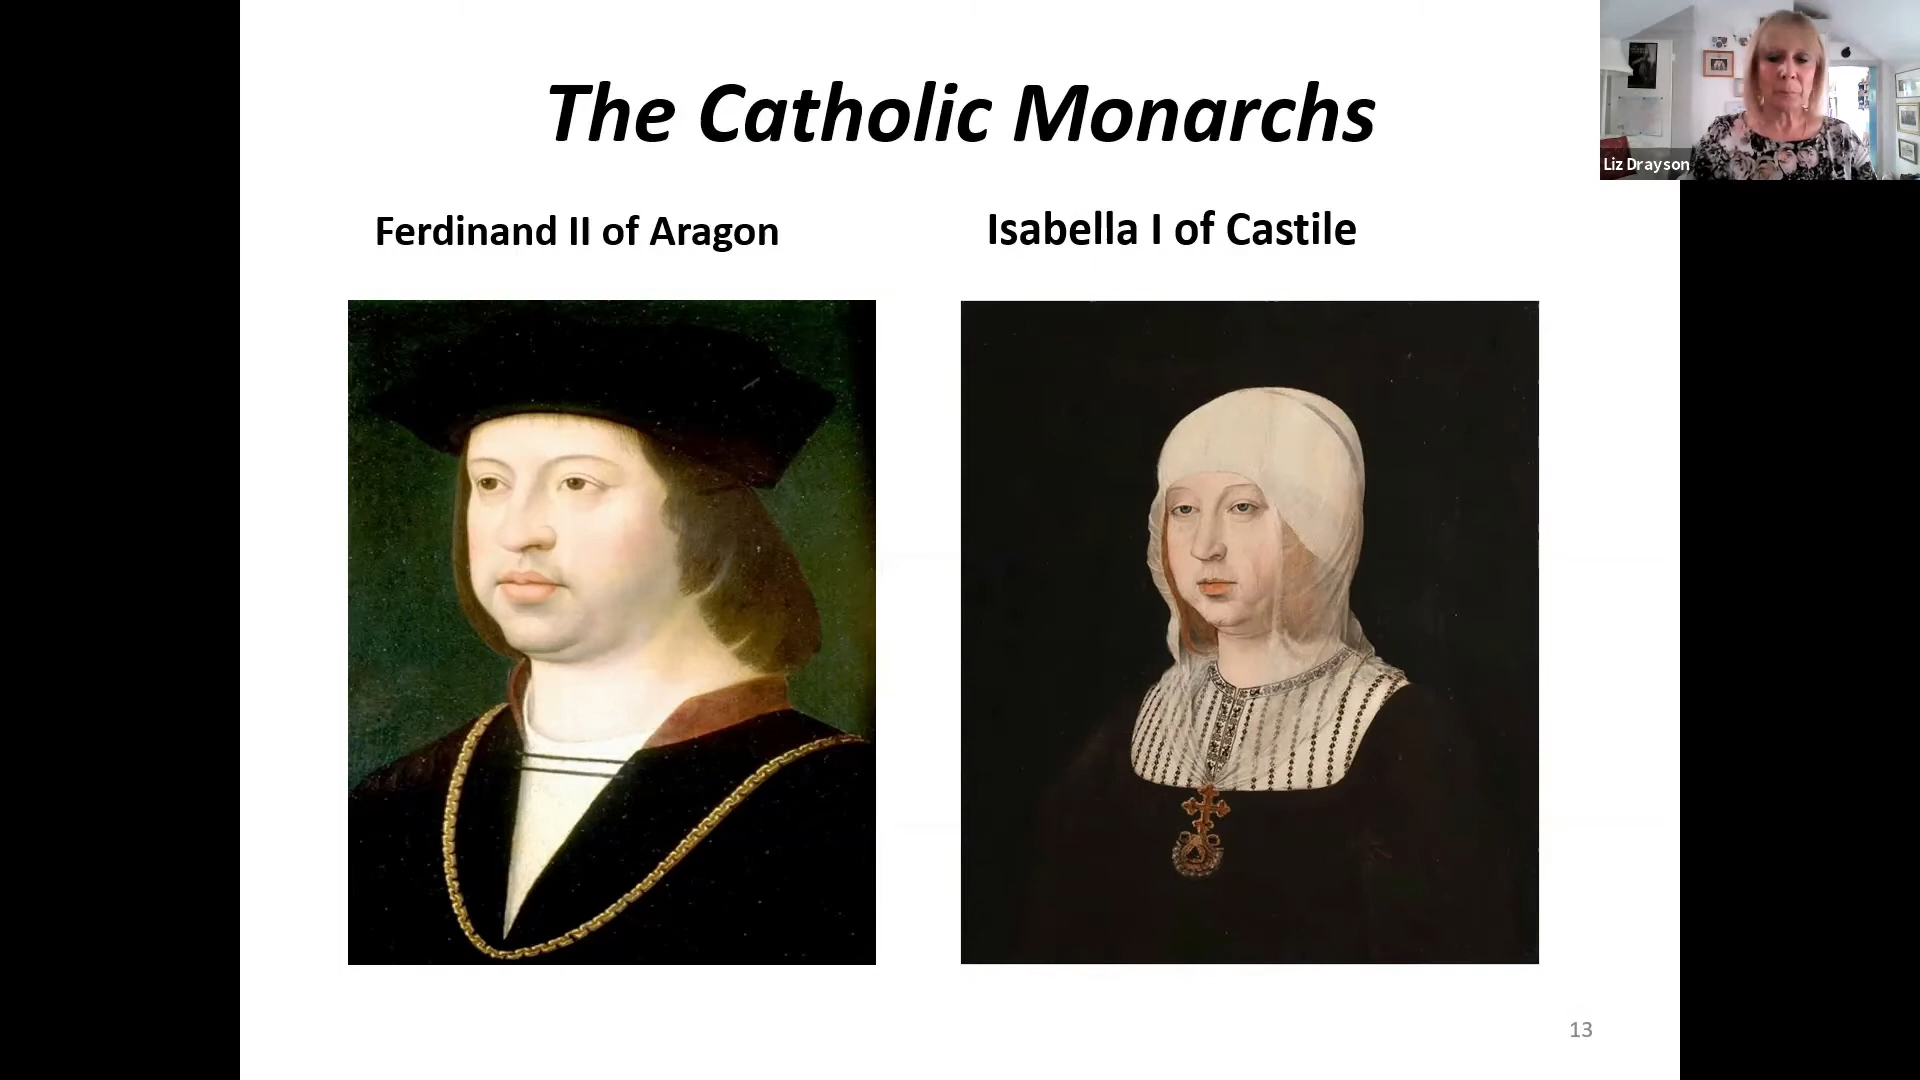 The Catholic Monarchs
Liz Drayson
Ferdinand II of Aragon
Isabella I of Castile
13